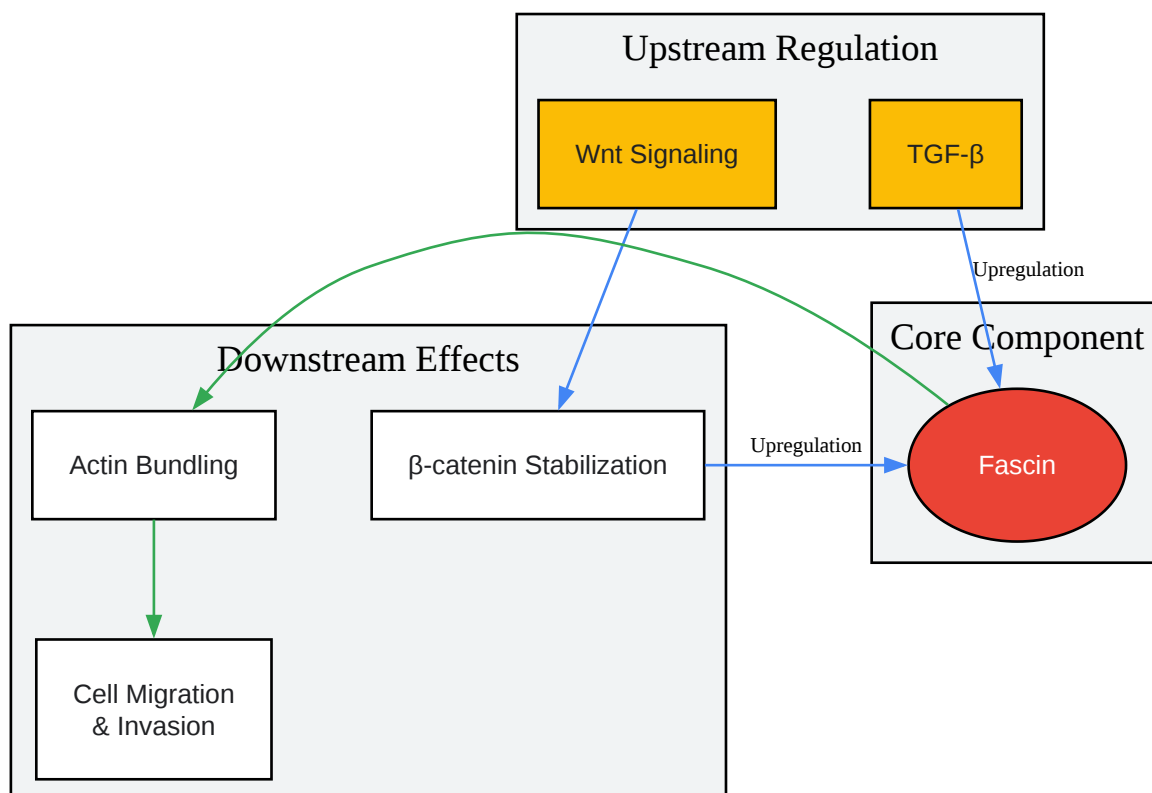 Upstream Regulation
Wnt Signaling
TGF-β
Upregulation
Core Component
Downstream Effects
Actin Bundling
β-catenin Stabilization
Upregulation
Fascin
Cell Migration
& Invasion